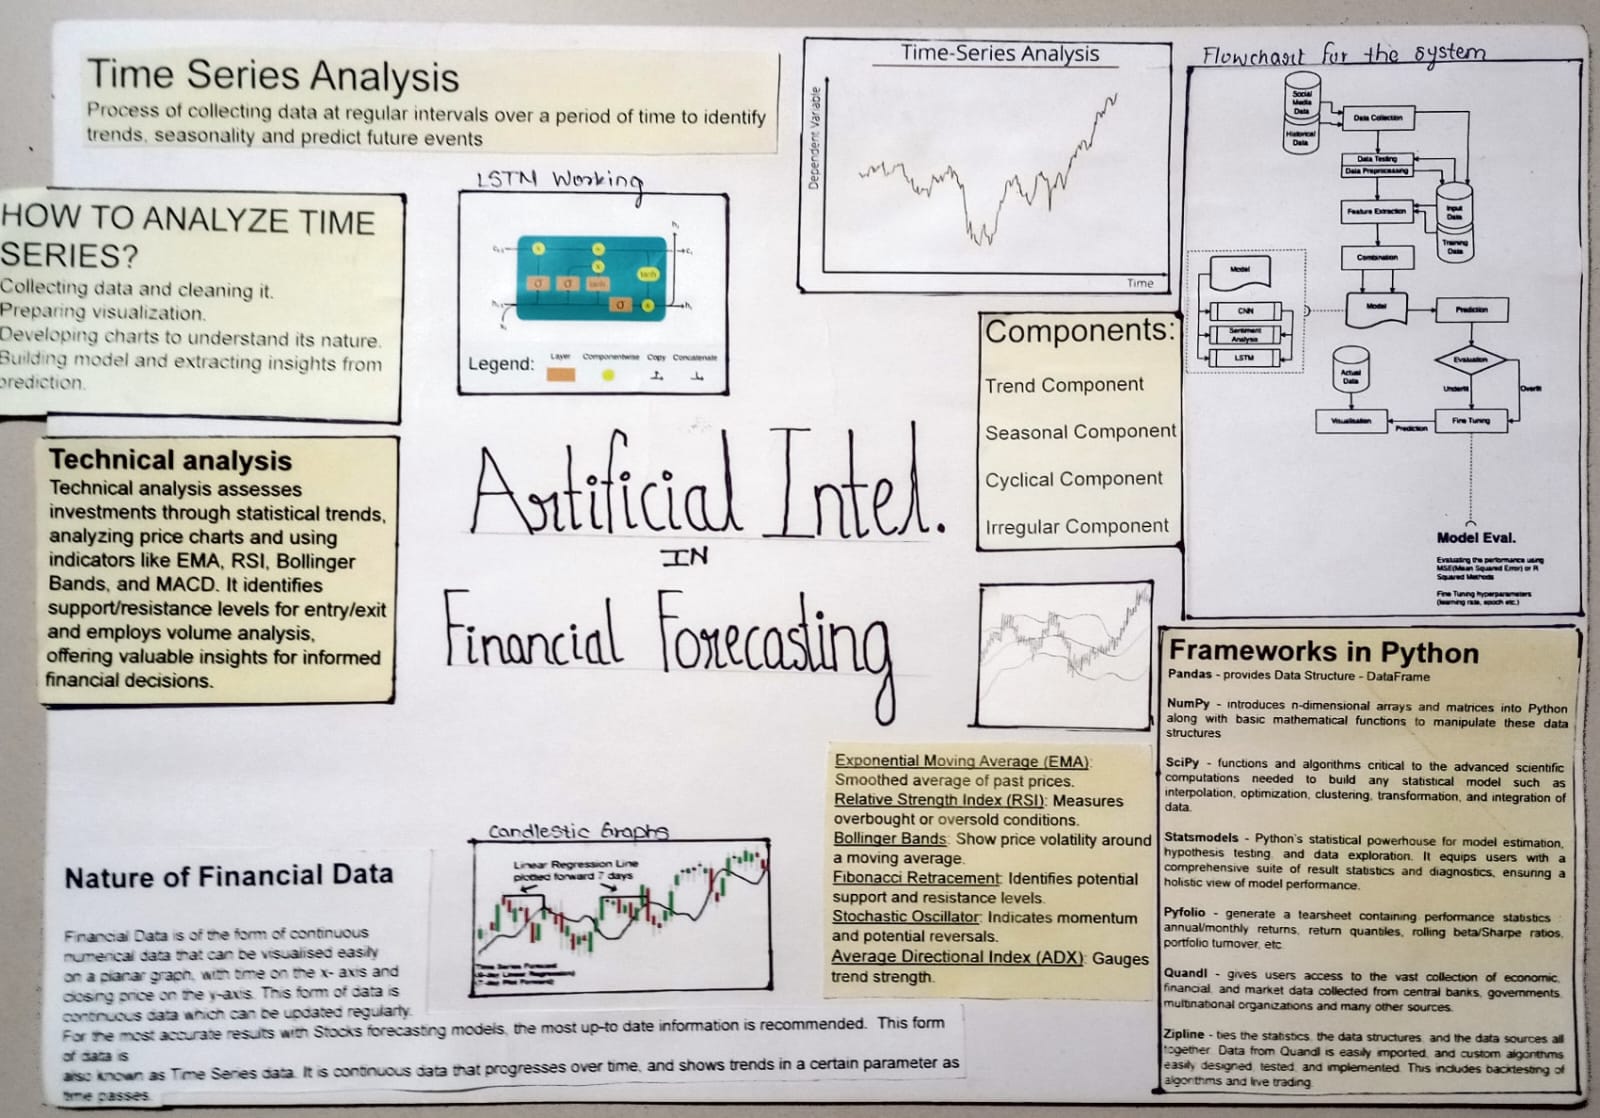 Time Series Analysis
Process of collecting data at regular intervals over a period of time to identify
trends, seasonality and predict future events
HOW TO ANALYZE TIME
SERIES?
Collecting data and cleaning it.
Preparing visualization.
Developing charts to understand its nature.
Building model and extracting insights from
prediction.
LSTM Working
σ
σ
tanh
σ
tanh
Legend:
Layer
Componentwise
Copy
Concatenate
Time-Series Analysis
Dependent Variable
Time
Flowchart for the system
Social
Media
Data
Historical
Data
Data Collection
Data Testing
Data Preprocessing
Feature Extraction
Input
Data
Training
Data
Combination
Model
Prediction
Model
CNN
Sentiment
Analysis
LSTM
Evaluation
Underfit
Overfit
Actual
Data
Visualisation
Prediction
Fine Tuning
Model Eval.
Evaluating the performance using
MSE(Mean Squared Error) or R
Squared Methods
Fine Tuning hyperparameters
(learning rate, epoch etc.)
Technical analysis
Technical analysis assesses
investments through statistical trends,
analyzing price charts and using
indicators like EMA, RSI, Bollinger
Bands, and MACD. It identifies
support/resistance levels for entry/exit
and employs volume analysis,
offering valuable insights for informed
financial decisions.
Artificial Intel.
IN
Financial Forecasting
Components:
Trend Component
Seasonal Component
Cyclical Component
Irregular Component
Exponential Moving Average (EMA):
Smoothed average of past prices.
Relative Strength Index (RSI): Measures
overbought or oversold conditions.
Bollinger Bands: Show price volatility around
a moving average.
Fibonacci Retracement: Identifies potential
support and resistance levels.
Stochastic Oscillator: Indicates momentum
and potential reversals.
Average Directional Index (ADX): Gauges
trend strength.
Frameworks in Python
Pandas - provides Data Structure - DataFrame
NumPy - introduces n-dimensional arrays and matrices into Python
along with basic mathematical functions to manipulate these data
structures
SciPy - functions and algorithms critical to the advanced scientific
computations needed to build any statistical model such as
interpolation, optimization, clustering, transformation, and integration of
data.
Statsmodels - Python's statistical powerhouse for model estimation,
hypothesis testing, and data exploration. It equips users with a
comprehensive suite of result statistics and diagnostics, ensuring a
holistic view of model performance.
Pyfolio - generate a tearsheet containing performance statistics :
annual/monthly returns, return quantiles, rolling beta/Sharpe ratios,
portfolio turnover, etc.
Quandl - gives users access to the vast collection of economic,
financial, and market data collected from central banks, governments,
multinational organizations and many other sources.
Zipline - ties the statistics, the data structures, and the data sources all
together. Data from Quandl is easily imported, and custom algorithms
easily designed, tested, and implemented. This includes backtesting of
algorithms and live trading.
Candlestic Graphs
Linear Regression Line
plotted forward 7 days
Time Series Forecast
Linear Regression)
Nature of Financial Data
Financial Data is of the form of continuous
numerical data that can be visualised easily
on a planar graph, with time on the x- axis and
closing price on the y-axis. This form of data is
continuous data which can be updated regularly.
For the most accurate results with Stocks forecasting models, the most up-to date information is recommended. This form
of data is
also known as Time Series data. It is continuous data that progresses over time, and shows trends in a certain parameter as
time passes.